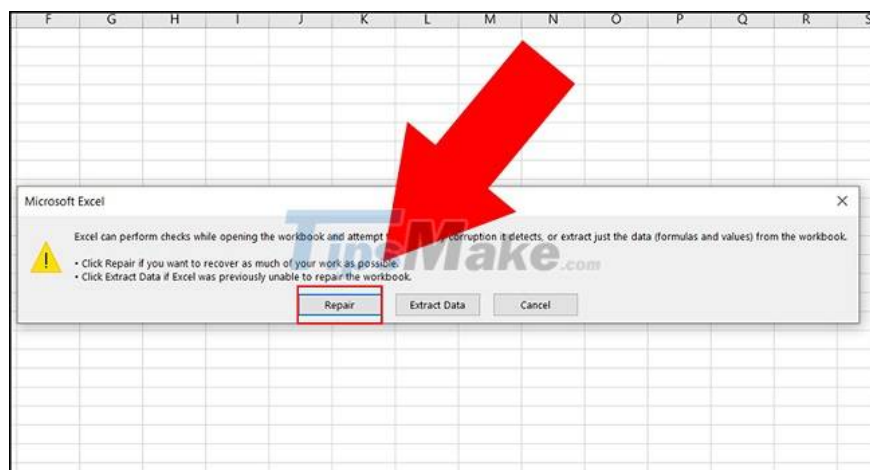 F G H I J K L M N O P Q R S
Microsoft Excel
Excel can perform checks while opening the workbook and attempt corruption it detects, or extract just the data (formulas and values) from the workbook.
• Click Repair if you want to recover as much of your work as possible.
• Click Extract Data if Excel was previously unable to repair the workbook.
TipsMake.com
Repair Extract Data Cancel